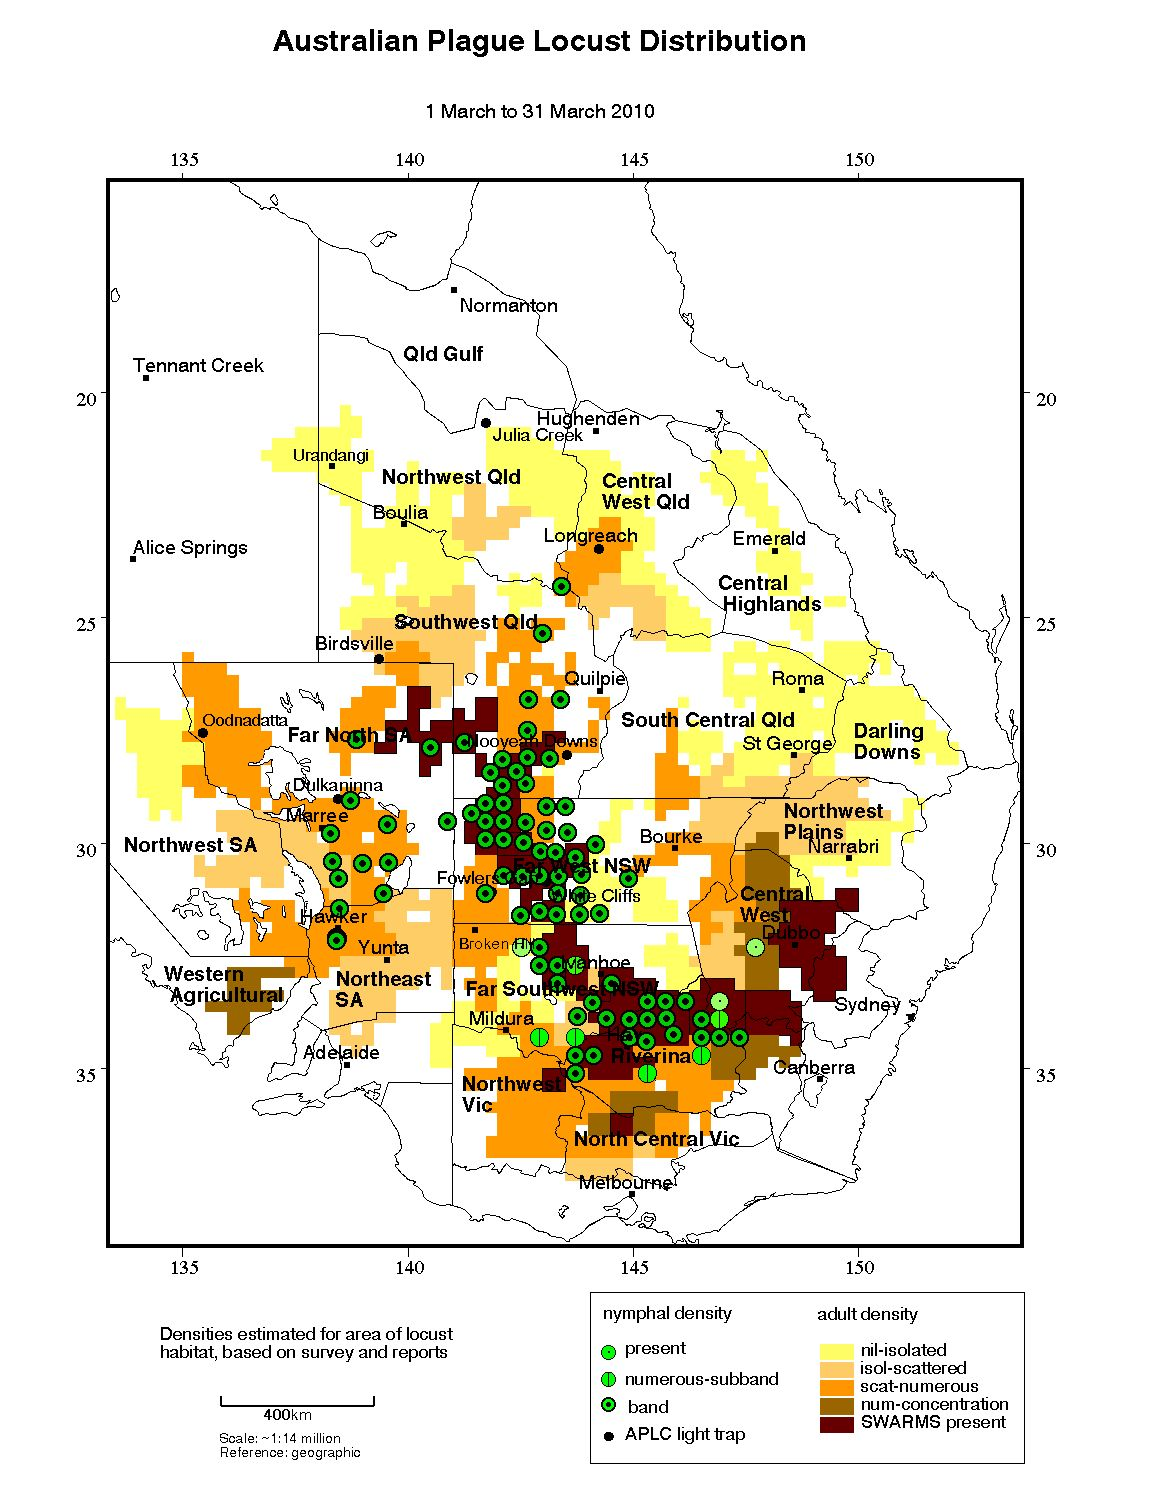 Australian Plague Locust Distribution
1 March to 31 March 2010
135 140 145 150
Normanton
Qld Gulf
Tennant Creek
20 20
Hughenden
Julia Creek
Urandangi
Northwest Qld
Central
West Qld
Boulia
Longreach
Emerald
Alice Springs
Central
Highlands
25 25
Southwest Qld
Birdsville
Quilpie
Roma
Oodnadatta
South Central Qld
Far North SA
Darling
Downs
Nooyeah Downs
St George
Dulkaninna
Marree
Northwest
Plains
Northwest SA
30 30
Bourke
Narrabri
Far West NSW
Fowlers Gap
White Cliffs
Central
West
Hawker
Dubbo
Yunta
Broken Hill
Ivanhoe
Western
Agricultural
Northeast
SA
Far Southwest NSW
Sydney
Mildura
Hay
Adelaide
Riverina
Canberra
35 35
Northwest
Vic
North Central Vic
Melbourne
135 140 145 150
Densities estimated for area of locust
habitat, based on survey and reports
400km
Scale: ~1:14 million
Reference: geographic
nymphal density
present
numerous-subband
band
APLC light trap
adult density
nil-isolated
isol-scattered
scat-numerous
num-concentration
SWARMS present